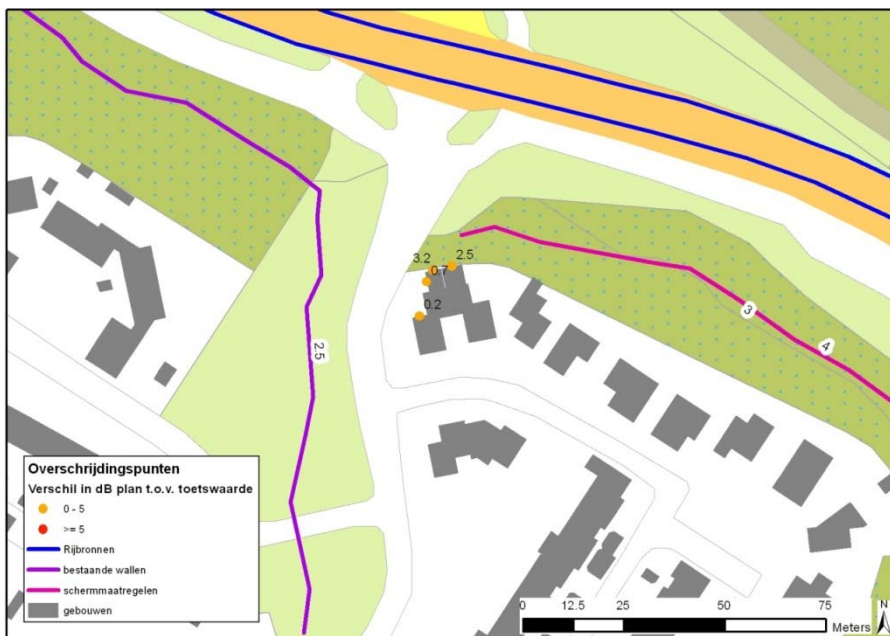 3.2
2.5
0.7
0.2
2.5
3
4
Overschrijdingspunten
Verschil in dB plan t.o.v. toetswaarde
0 - 5
>= 5
Rijbronnen
bestaande wallen
schermmaatregelen
gebouwen
0 12.5 25 50 75
Meters
N